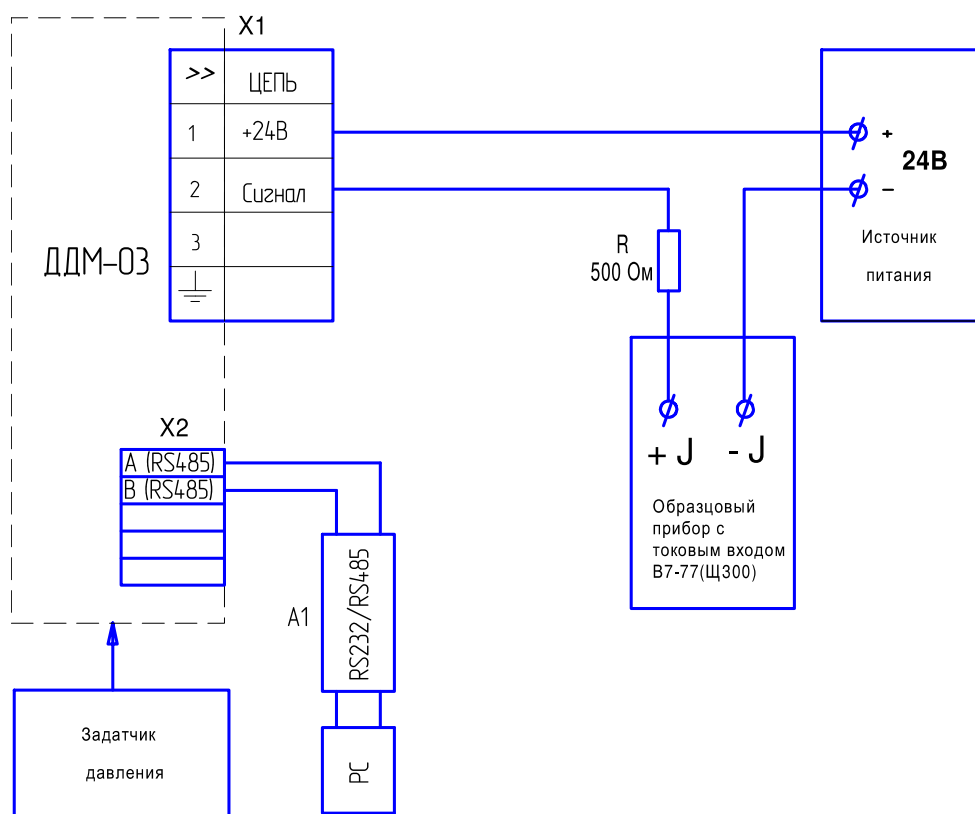 X1
>> ЦЕПЬ
1 +24В
2 Сигнал
3
ДДМ-03
+
24В
–
Источник
питания
R
500 Ом
+ J - J
Образцовый
прибор с
токовым входом
В7-77(Щ300)
X2
A (RS485)
B (RS485)
A1
RS232/RS485
PC
Задатчик
давления